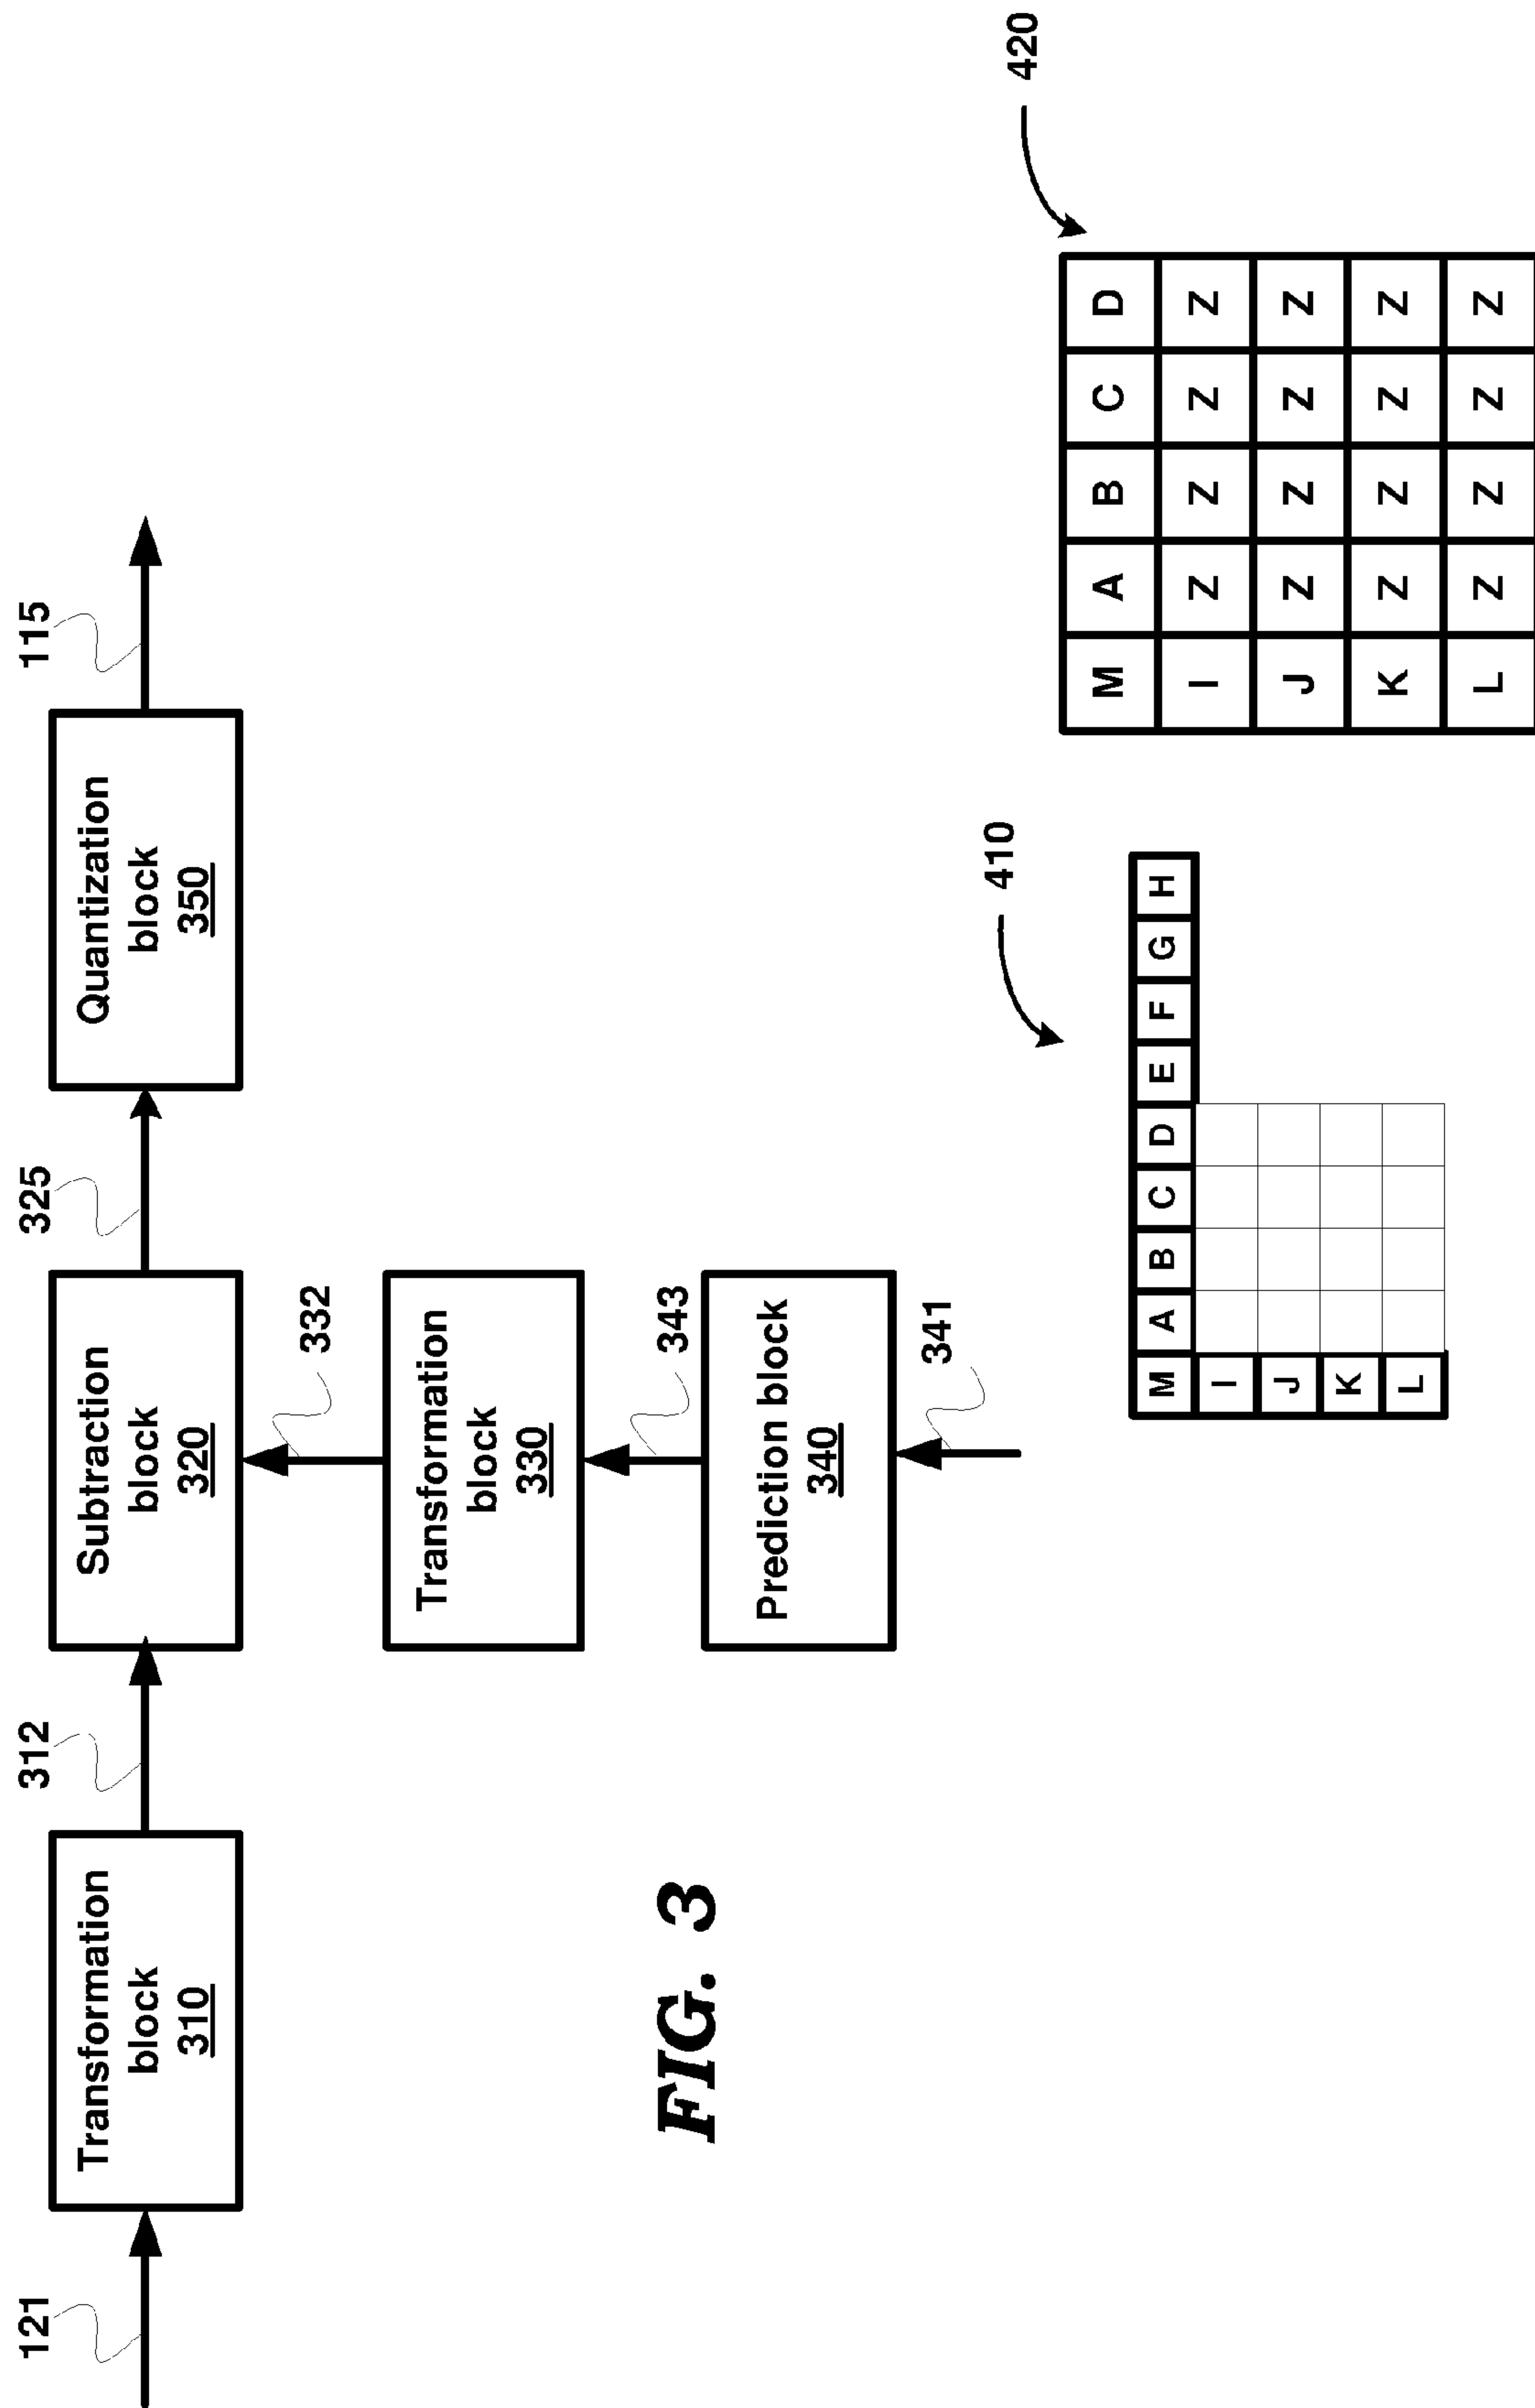 121
Transformation
block
310
312
Subtraction
block
320
325
Quantization
block
350
115
332
Transformation
block
330
343
Prediction block
340
341
FIG. 3
410
M A B C D E F G H
I
J
K
L
420
M A B C D
I Z Z Z Z
J Z Z Z Z
K Z Z Z Z
L Z Z Z Z